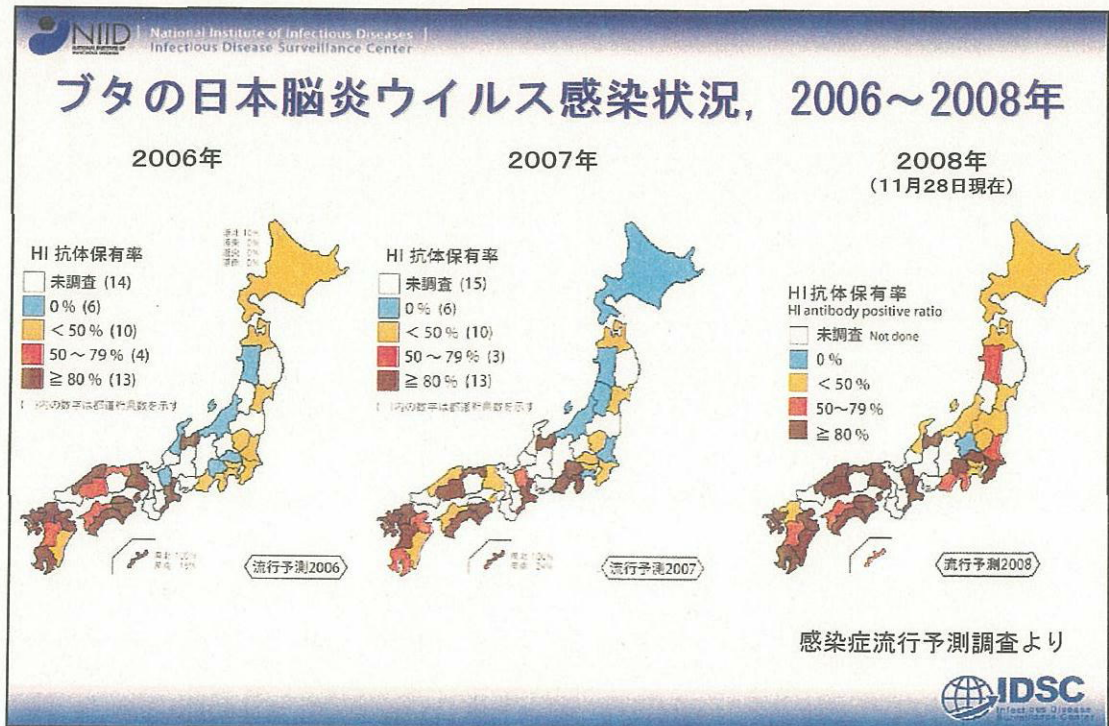 NIID
National Institute of Infectious Diseases
Infectious Disease Surveillance Center
ブタの日本脳炎ウイルス感染状況, 2006～2008年
2006年
HI 抗体保有率
未調査 (14)
0% (6)
< 50% (10)
50～79% (4)
≧ 80% (13)
内の数字は都道府県数を示す
流行予測2006
2007年
HI 抗体保有率
未調査 (15)
0% (6)
< 50% (10)
50～79% (3)
≧ 80% (13)
内の数字は都道府県数を示す
流行予測2007
2008年
(11月28日現在)
HI抗体保有率
HI antibody positive ratio
未調査 Not done
0%
< 50%
50～79%
≧ 80%
流行予測2008
感染症流行予測調査より
IDSC
Infectious Disease
Surveillance Center